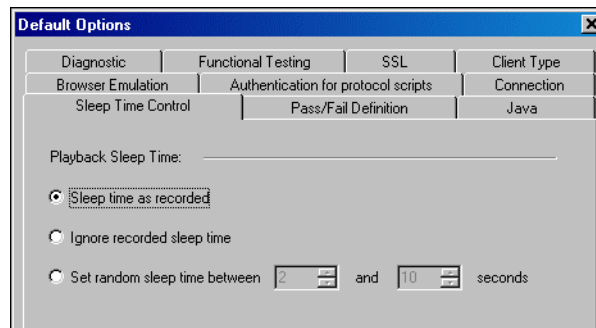 Default Options
Diagnostic Functional Testing SSL Client Type
Browser Emulation Authentication for protocol scripts Connection
Sleep Time Control Pass/Fail Definition Java
Playback Sleep Time:
Sleep time as recorded
Ignore recorded sleep time
Set random sleep time between 2 and 10 seconds